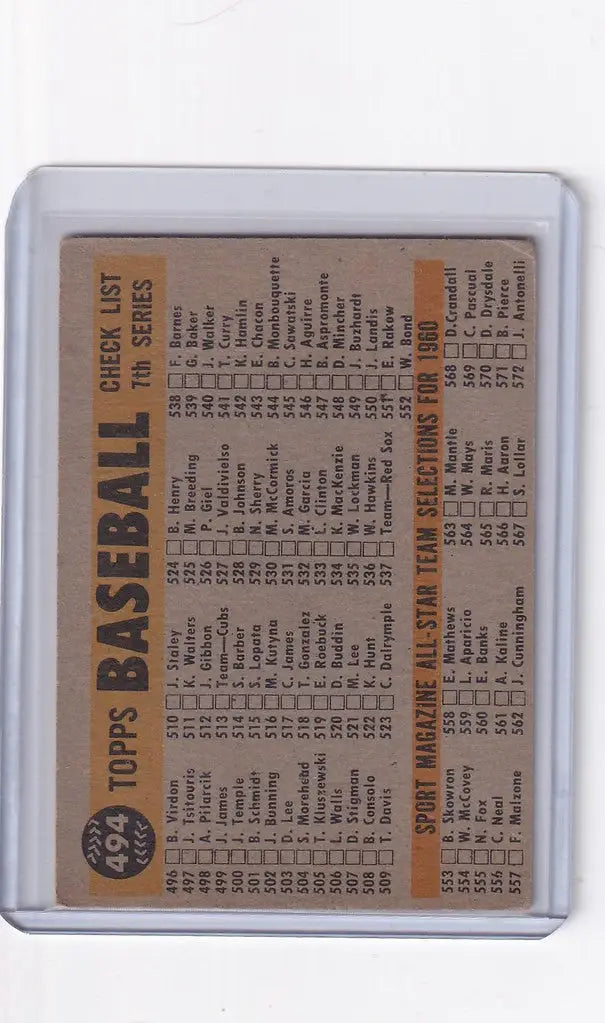 494
TOPPS BASEBALL CHECK LIST
7th SERIES
496 B. Virdon
497 J. Tsitouris
498 A. Pilarcik
499 J. James
500 J. Temple
501 B. Schmidt
502 J. Bunning
503 D. Lee
504 S. Morehead
505 T. Kluszewski
506 L. Walls
507 D. Stigman
508 B. Consolo
509 T. Davis
510 J. Staley
511 K. Walters
512 J. Gibbon
513 Team—Cubs
514 S. Barber
515 S. Lopata
516 M. Kutyna
517 C. James
518 T. Gonzalez
519 E. Roebuck
520 D. Buddin
521 M. Lee
522 K. Hunt
523 C. Dalrymple
524 B. Henry
525 M. Breeding
526 P. Giel
527 J. Valdivielso
528 B. Johnson
529 N. Sherry
530 M. McCormick
531 S. Amoros
532 M. Garcia
533 L. Clinton
534 K. MacKenzie
535 W. Lockman
536 W. Hawkins
537 Team—Red Sox
538 F. Barnes
539 G. Baker
540 J. Walker
541 T. Curry
542 K. Hamlin
543 E. Chacon
544 B. Monbouquette
545 C. Sawatski
546 H. Aguirre
547 B. Aspromonte
548 D. Mincher
549 J. Buzhardt
550 J. Landis
551 E. Rakow
552 W. Bond
SPORT MAGAZINE ALL-STAR TEAM SELECTIONS FOR 1960
553 B. Skowron
554 W. McCovey
555 N. Fox
556 C. Neal
557 F. Malzone
558 E. Mathews
559 L. Aparicio
560 E. Banks
561 A. Kaline
562 J. Cunningham
563 M. Mantle
564 W. Mays
565 R. Maris
566 H. Aaron
567 S. Lollar
568 D. Crandall
569 C. Pascual
570 D. Drysdale
571 B. Pierce
572 J. Antonelli